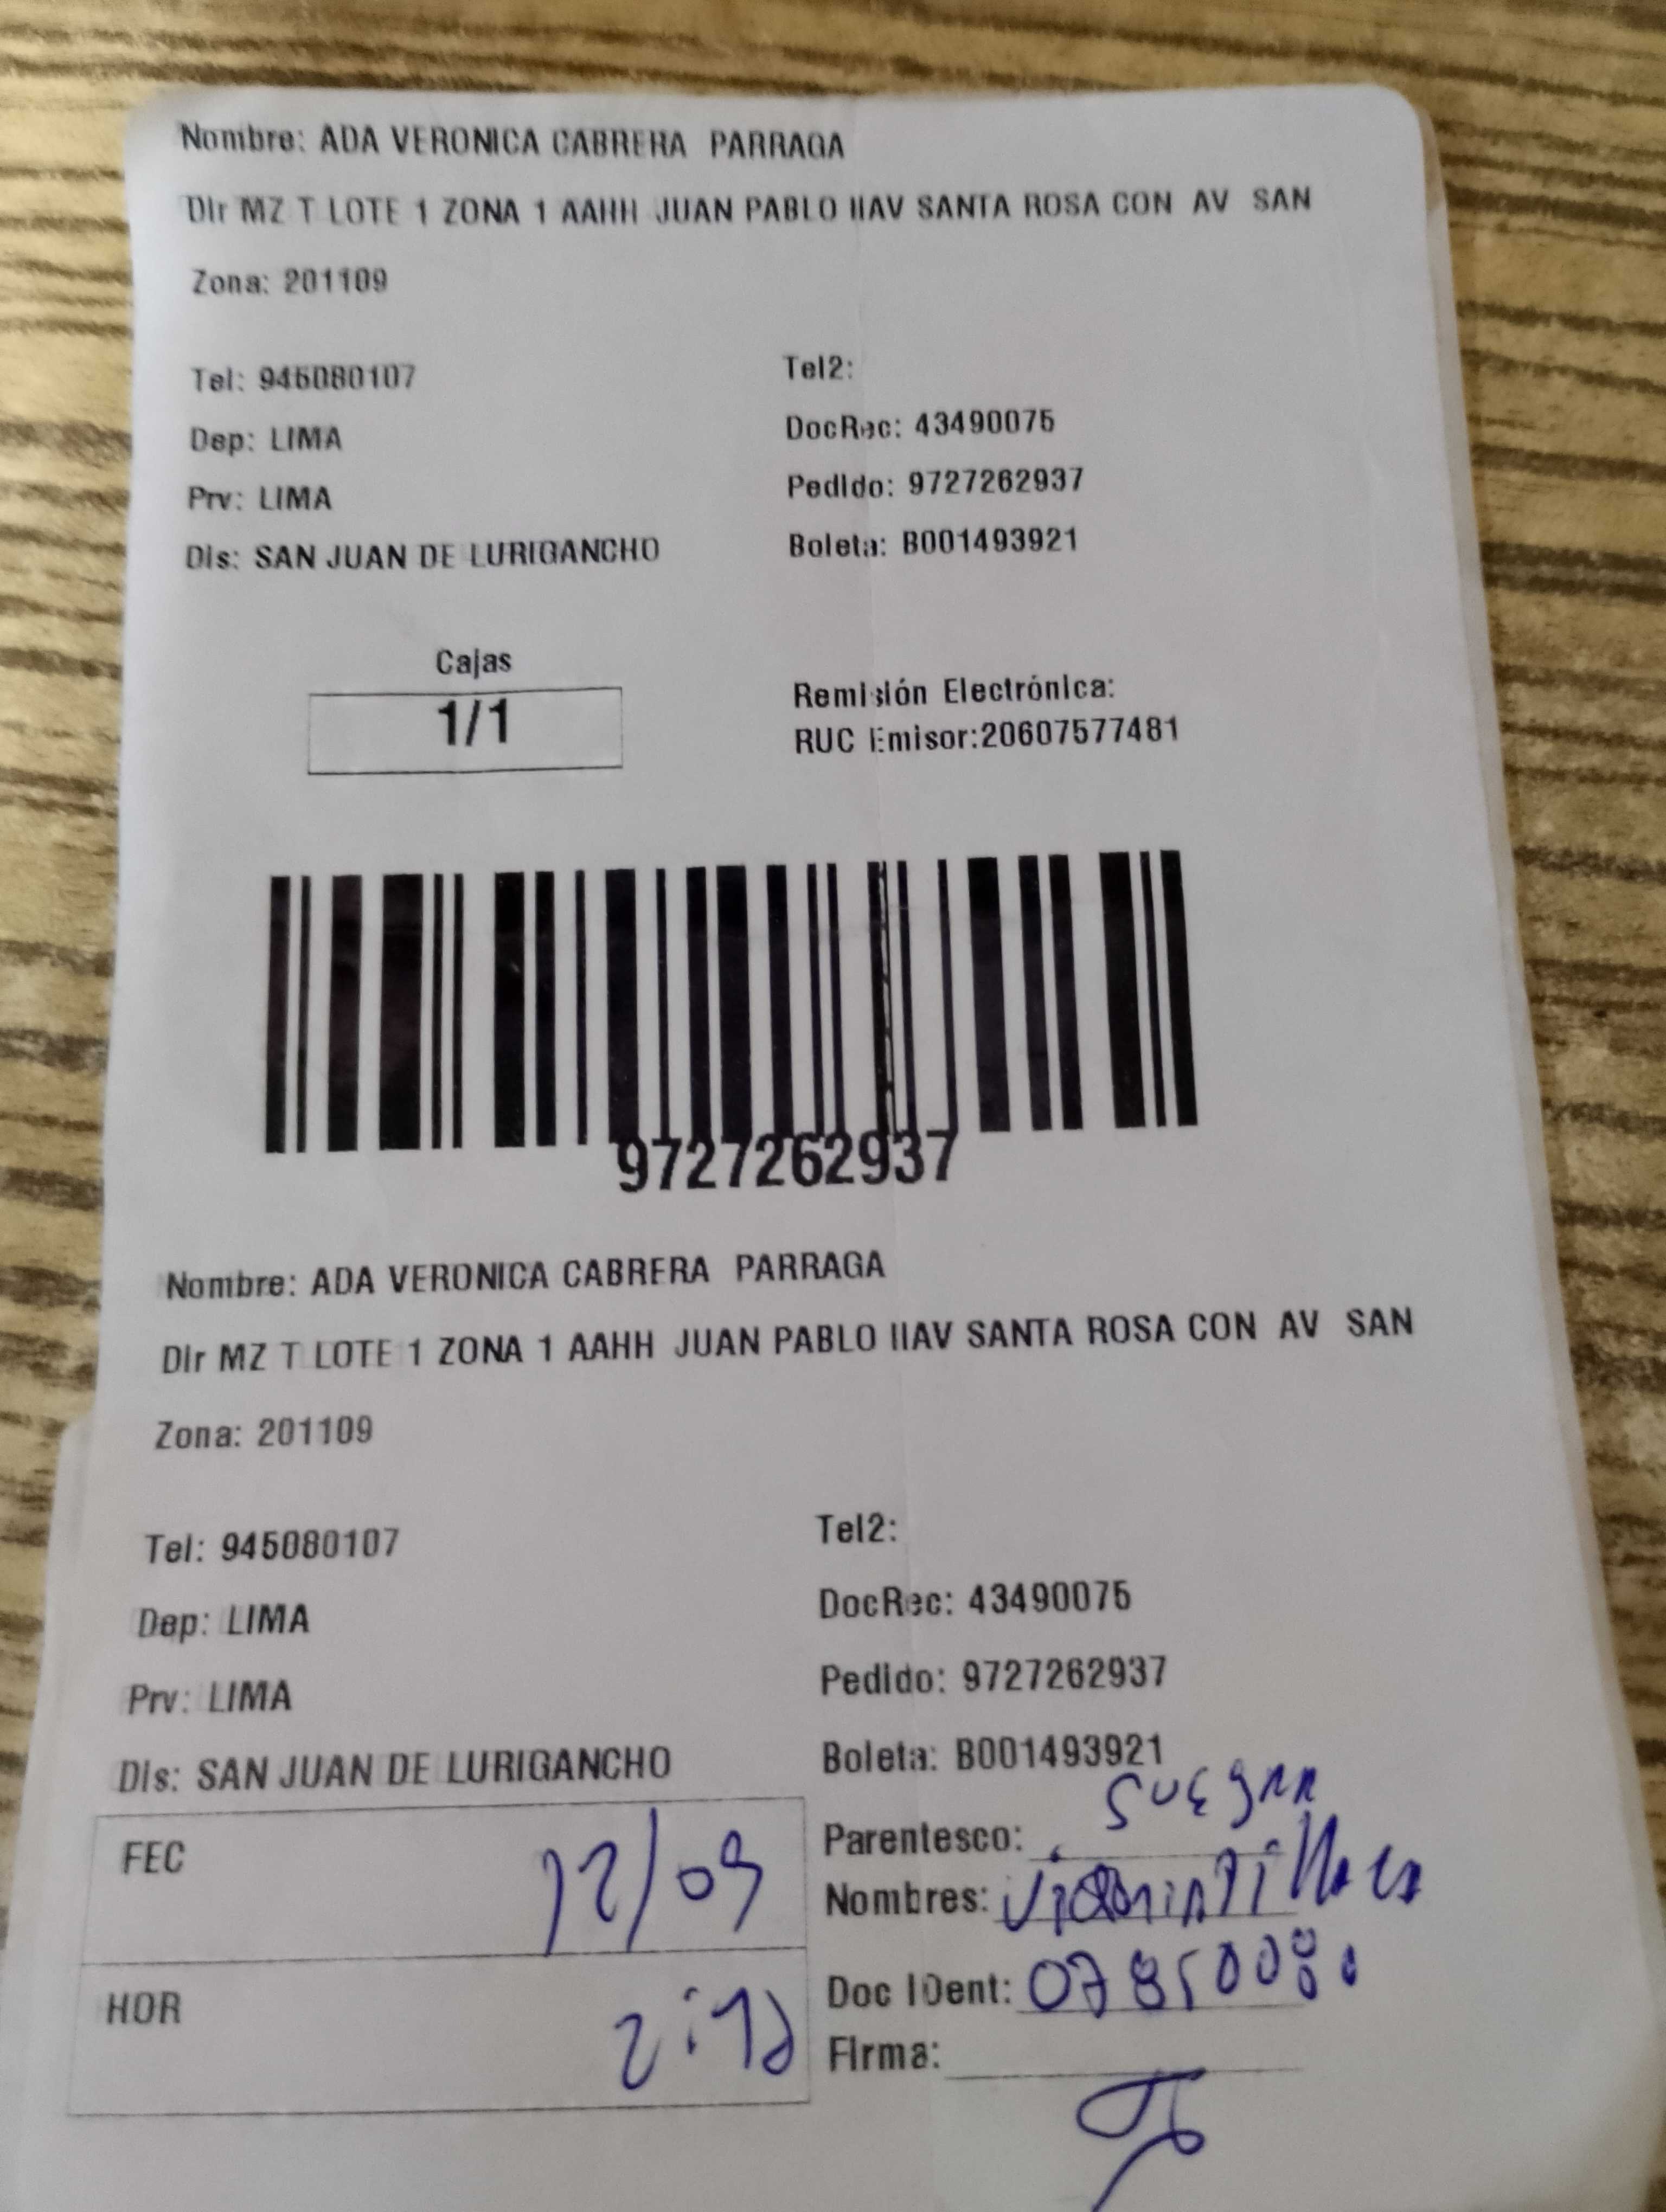 Nombre: ADA VERONICA CABRERA PARRAGA
Dir MZ T LOTE 1 ZONA 1 AAHH JUAN PABLO IIAV SANTA ROSA CON AV SAN
Zona: 201109
Tel: 945080107
Tel2:
Dep: LIMA
DocRec: 43490075
Prv: LIMA
Pedido: 9727262937
Dis: SAN JUAN DE LURIGANCHO
Boleta: B001493921
Cajas
1/1
Remisión Electrónica:
RUC Emisor:20607577481
9727262937
Nombre: ADA VERONICA CABRERA PARRAGA
Dir MZ T LOTE 1 ZONA 1 AAHH JUAN PABLO IIAV SANTA ROSA CON AV SAN
Zona: 201109
Tel: 945080107
Tel2:
Dep: LIMA
DocRec: 43490075
Prv: LIMA
Pedido: 9727262937
Dis: SAN JUAN DE LURIGANCHO
Boleta: B001493921
FEC 12/09
Parentesco: suegra
Nombres:
HOR
Doc IDent:
Firma: